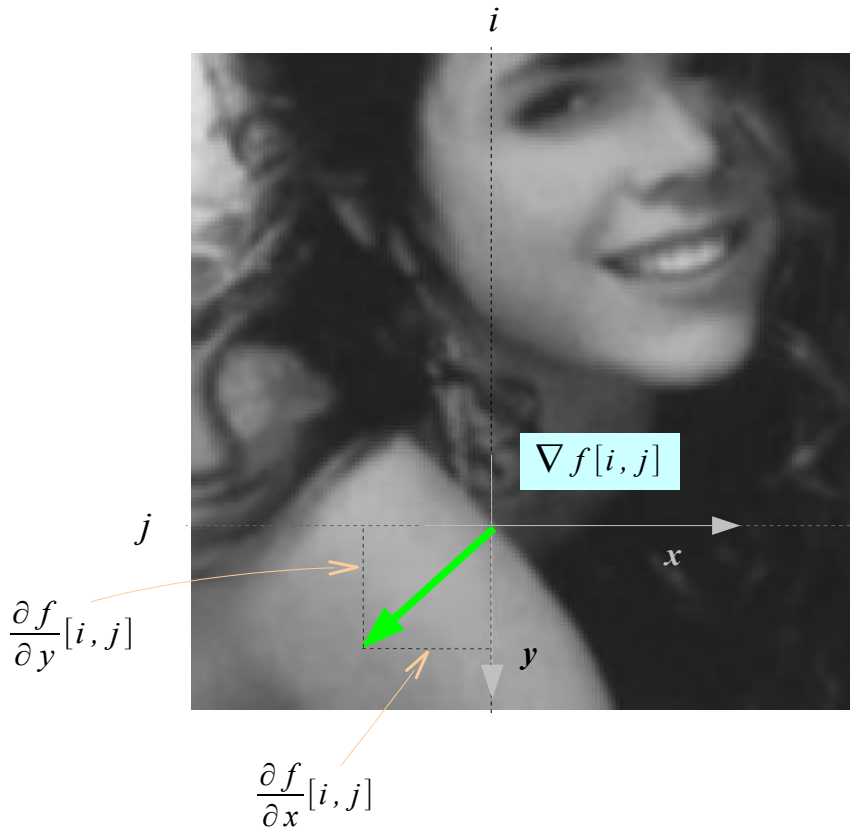 i
∇ f[i, j]
j
x
∂f/∂y[i, j]
y
∂f/∂x[i, j]